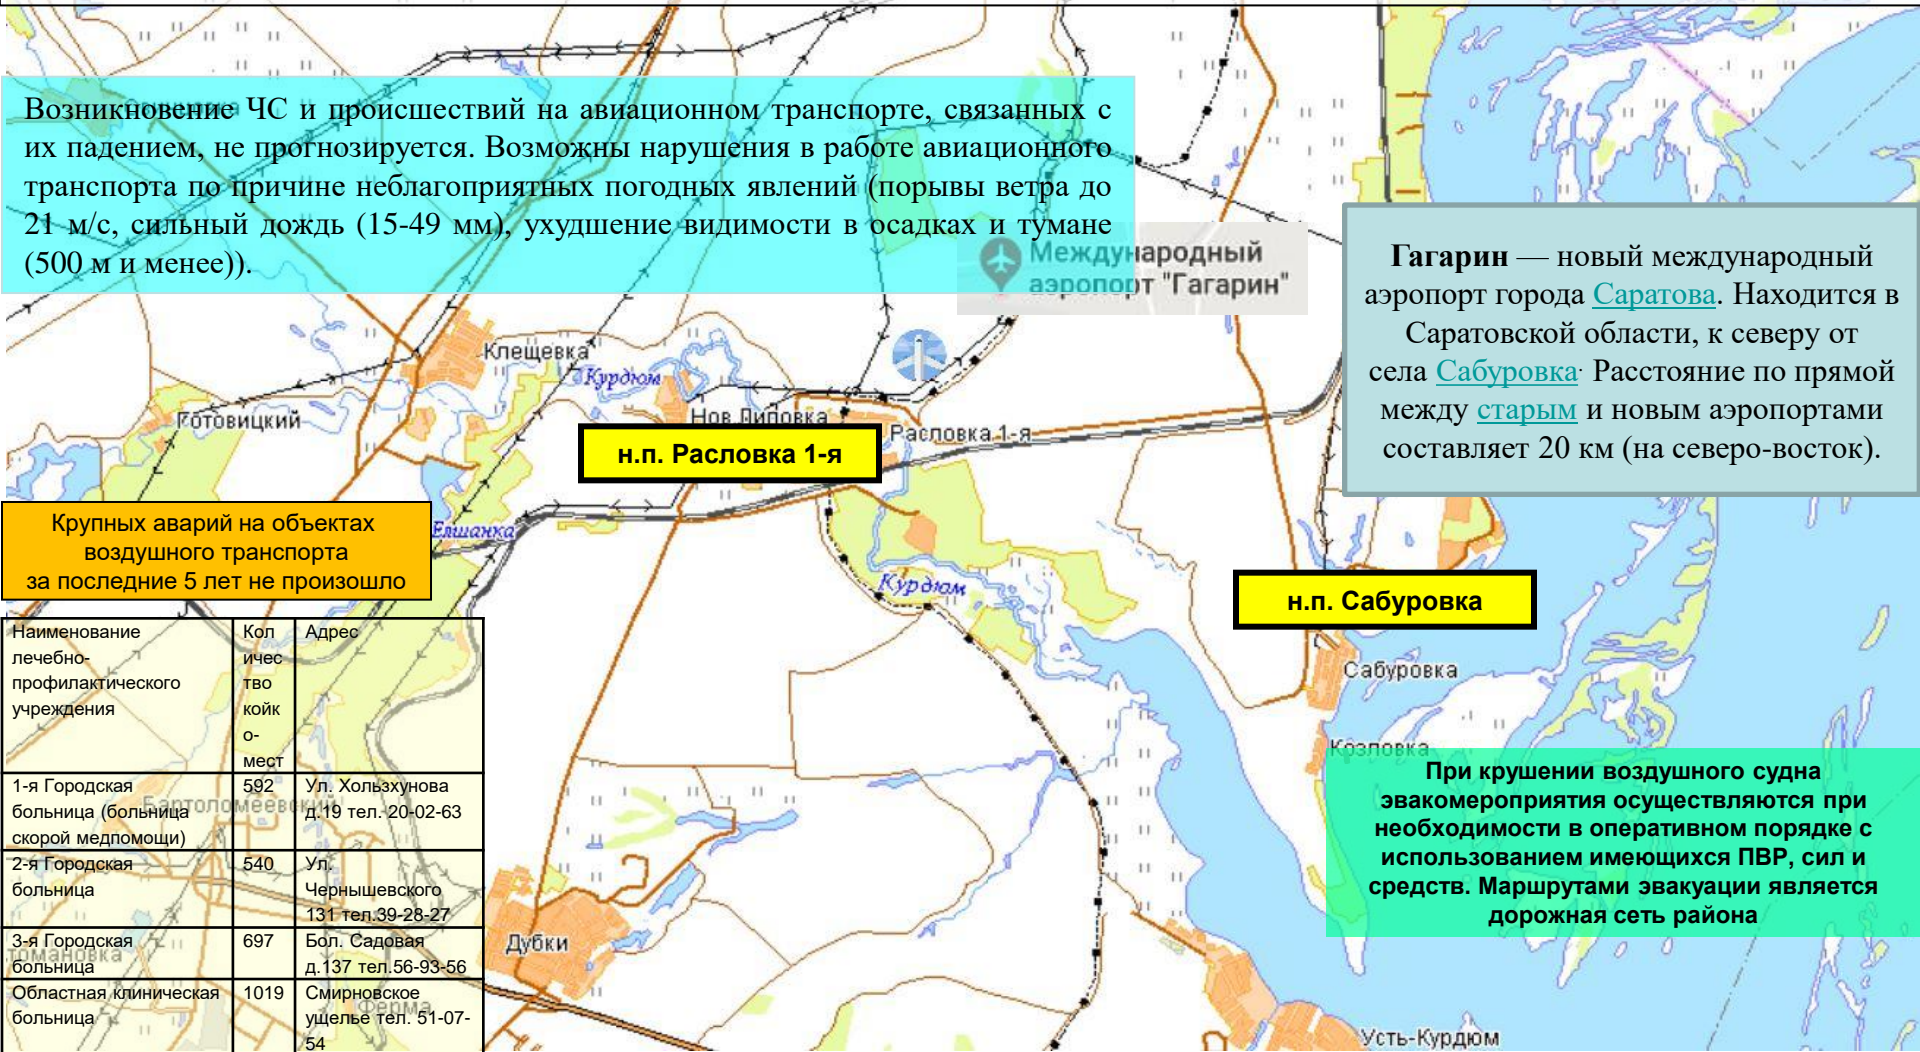 Возникновение ЧС и происшествий на авиационном транспорте, связанных с
их падением, не прогнозируется. Возможны нарушения в работе авиационного
транспорта по причине неблагоприятных погодных явлений (порывы ветра до
21 м/с, сильный дождь (15-49 мм), ухудшение видимости в осадках и тумане
(500 м и менее)).
Международный
аэропорт "Гагарин"
Гагарин — новый международный
аэропорт города Саратова. Находится в
Саратовской области, к северу от
села Сабуровка. Расстояние по прямой
между старым и новым аэропортами
составляет 20 км (на северо-восток).
Клещевка
Курдюм
Готовицкий
Нов.Липовка
Расловка 1-я
н.п. Расловка 1-я
Елшанка
Крупных аварий на объектах
воздушного транспорта
за последние 5 лет не произошло
Курдюм
н.п. Сабуровка
Сабуровка
Козловка
Наименование
лечебно-
профилактического
учреждения
Кол
ичес
тво
койк
о-
мест
Адрес
1-я Городская
больница (больница
скорой медпомощи)
592
Ул. Хользхунова
д.19 тел. 20-02-63
Бартоломеевский
2-я Городская
больница
540
Ул.
Чернышевского
131 тел.39-28-27
3-я Городская
больница
697
Бол. Садовая
д.137 тел.56-93-56
Областная клиническая
больница
1019
Смирновское
ущелье тел. 51-07-
54
Ферма
Дубки
При крушении воздушного судна
эвакомероприятия осуществляются при
необходимости в оперативном порядке с
использованием имеющихся ПВР, сил и
средств. Маршрутами эвакуации является
дорожная сеть района
Усть-Курдюм